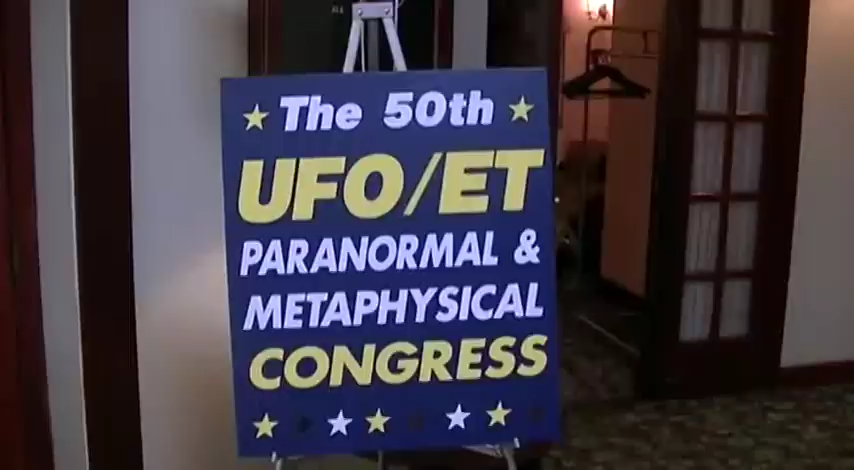 The 50th
UFO/ET
PARANORMAL &
METAPHYSICAL
CONGRESS